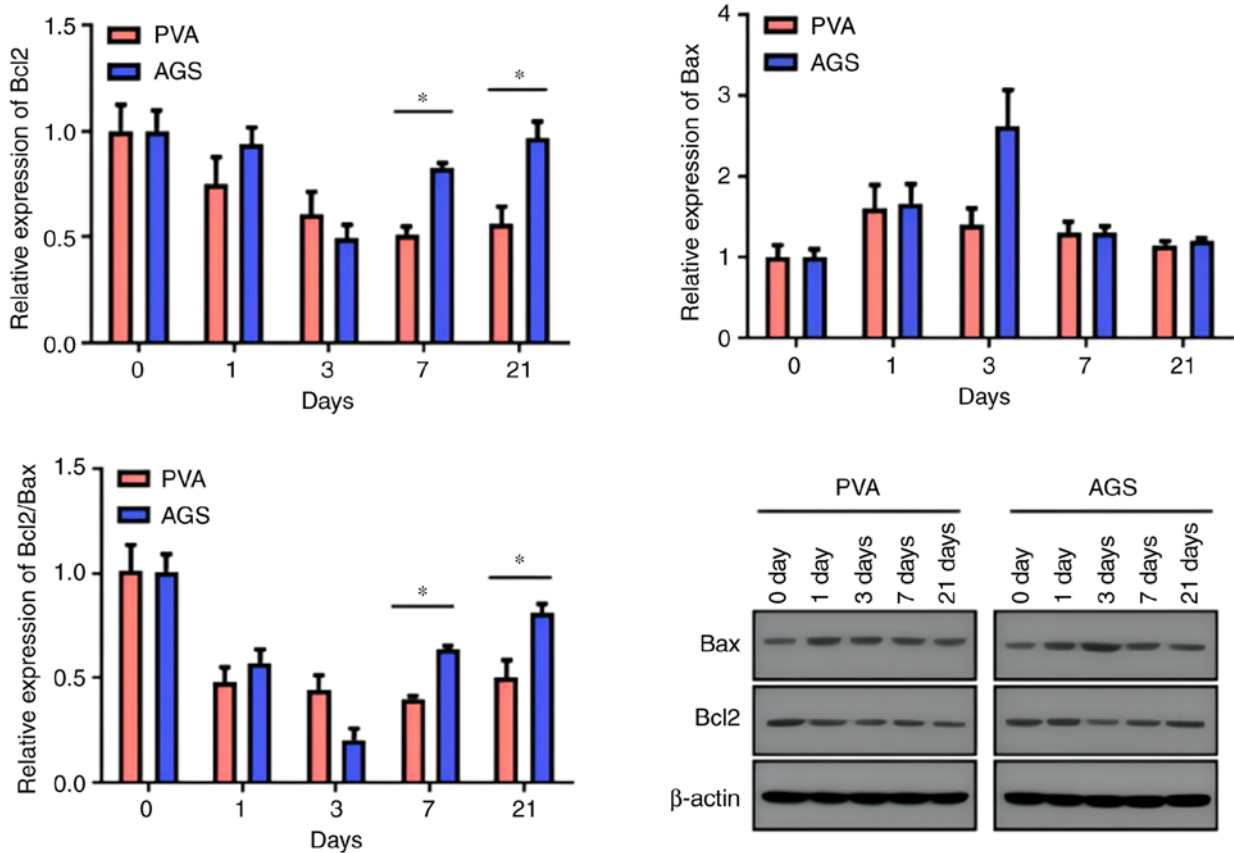 Relative expression of Bcl2
1.5
1.0
0.5
0.0
PVA
AGS
*
*
0 1 3 7 21
Days
Relative expression of Bax
4
3
2
1
0
PVA
AGS
0 1 3 7 21
Days
Relative expression of Bcl2/Bax
1.5
1.0
0.5
0.0
PVA
AGS
*
*
0 1 3 7 21
Days
PVA AGS
0 day 1 day 3 days 7 days 21 days 0 day 1 day 3 days 7 days 21 days
Bax
Bcl2
β-actin